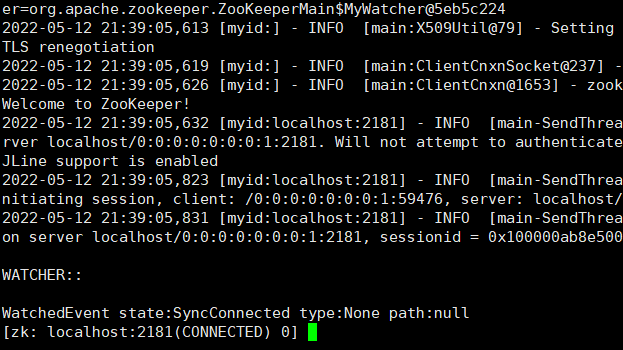 er=org.apache.zookeeper.ZooKeeperMain$MyWatcher@5eb5c224
2022-05-12 21:39:05,613 [myid:] - INFO  [main:X509Util@79] - Setting
TLS renegotiation
2022-05-12 21:39:05,619 [myid:] - INFO  [main:ClientCnxnSocket@237] -
2022-05-12 21:39:05,626 [myid:] - INFO  [main:ClientCnxn@1653] - zook
Welcome to ZooKeeper!
2022-05-12 21:39:05,632 [myid:localhost:2181] - INFO  [main-SendThrea
rver localhost/0:0:0:0:0:0:0:1:2181. Will not attempt to authenticate
JLine support is enabled
2022-05-12 21:39:05,823 [myid:localhost:2181] - INFO  [main-SendThrea
nitiating session, client: /0:0:0:0:0:0:0:1:59476, server: localhost/
2022-05-12 21:39:05,831 [myid:localhost:2181] - INFO  [main-SendThrea
on server localhost/0:0:0:0:0:0:0:1:2181, sessionid = 0x100000ab8e500
WATCHER::
WatchedEvent state:SyncConnected type:None path:null
[zk: localhost:2181(CONNECTED) 0]